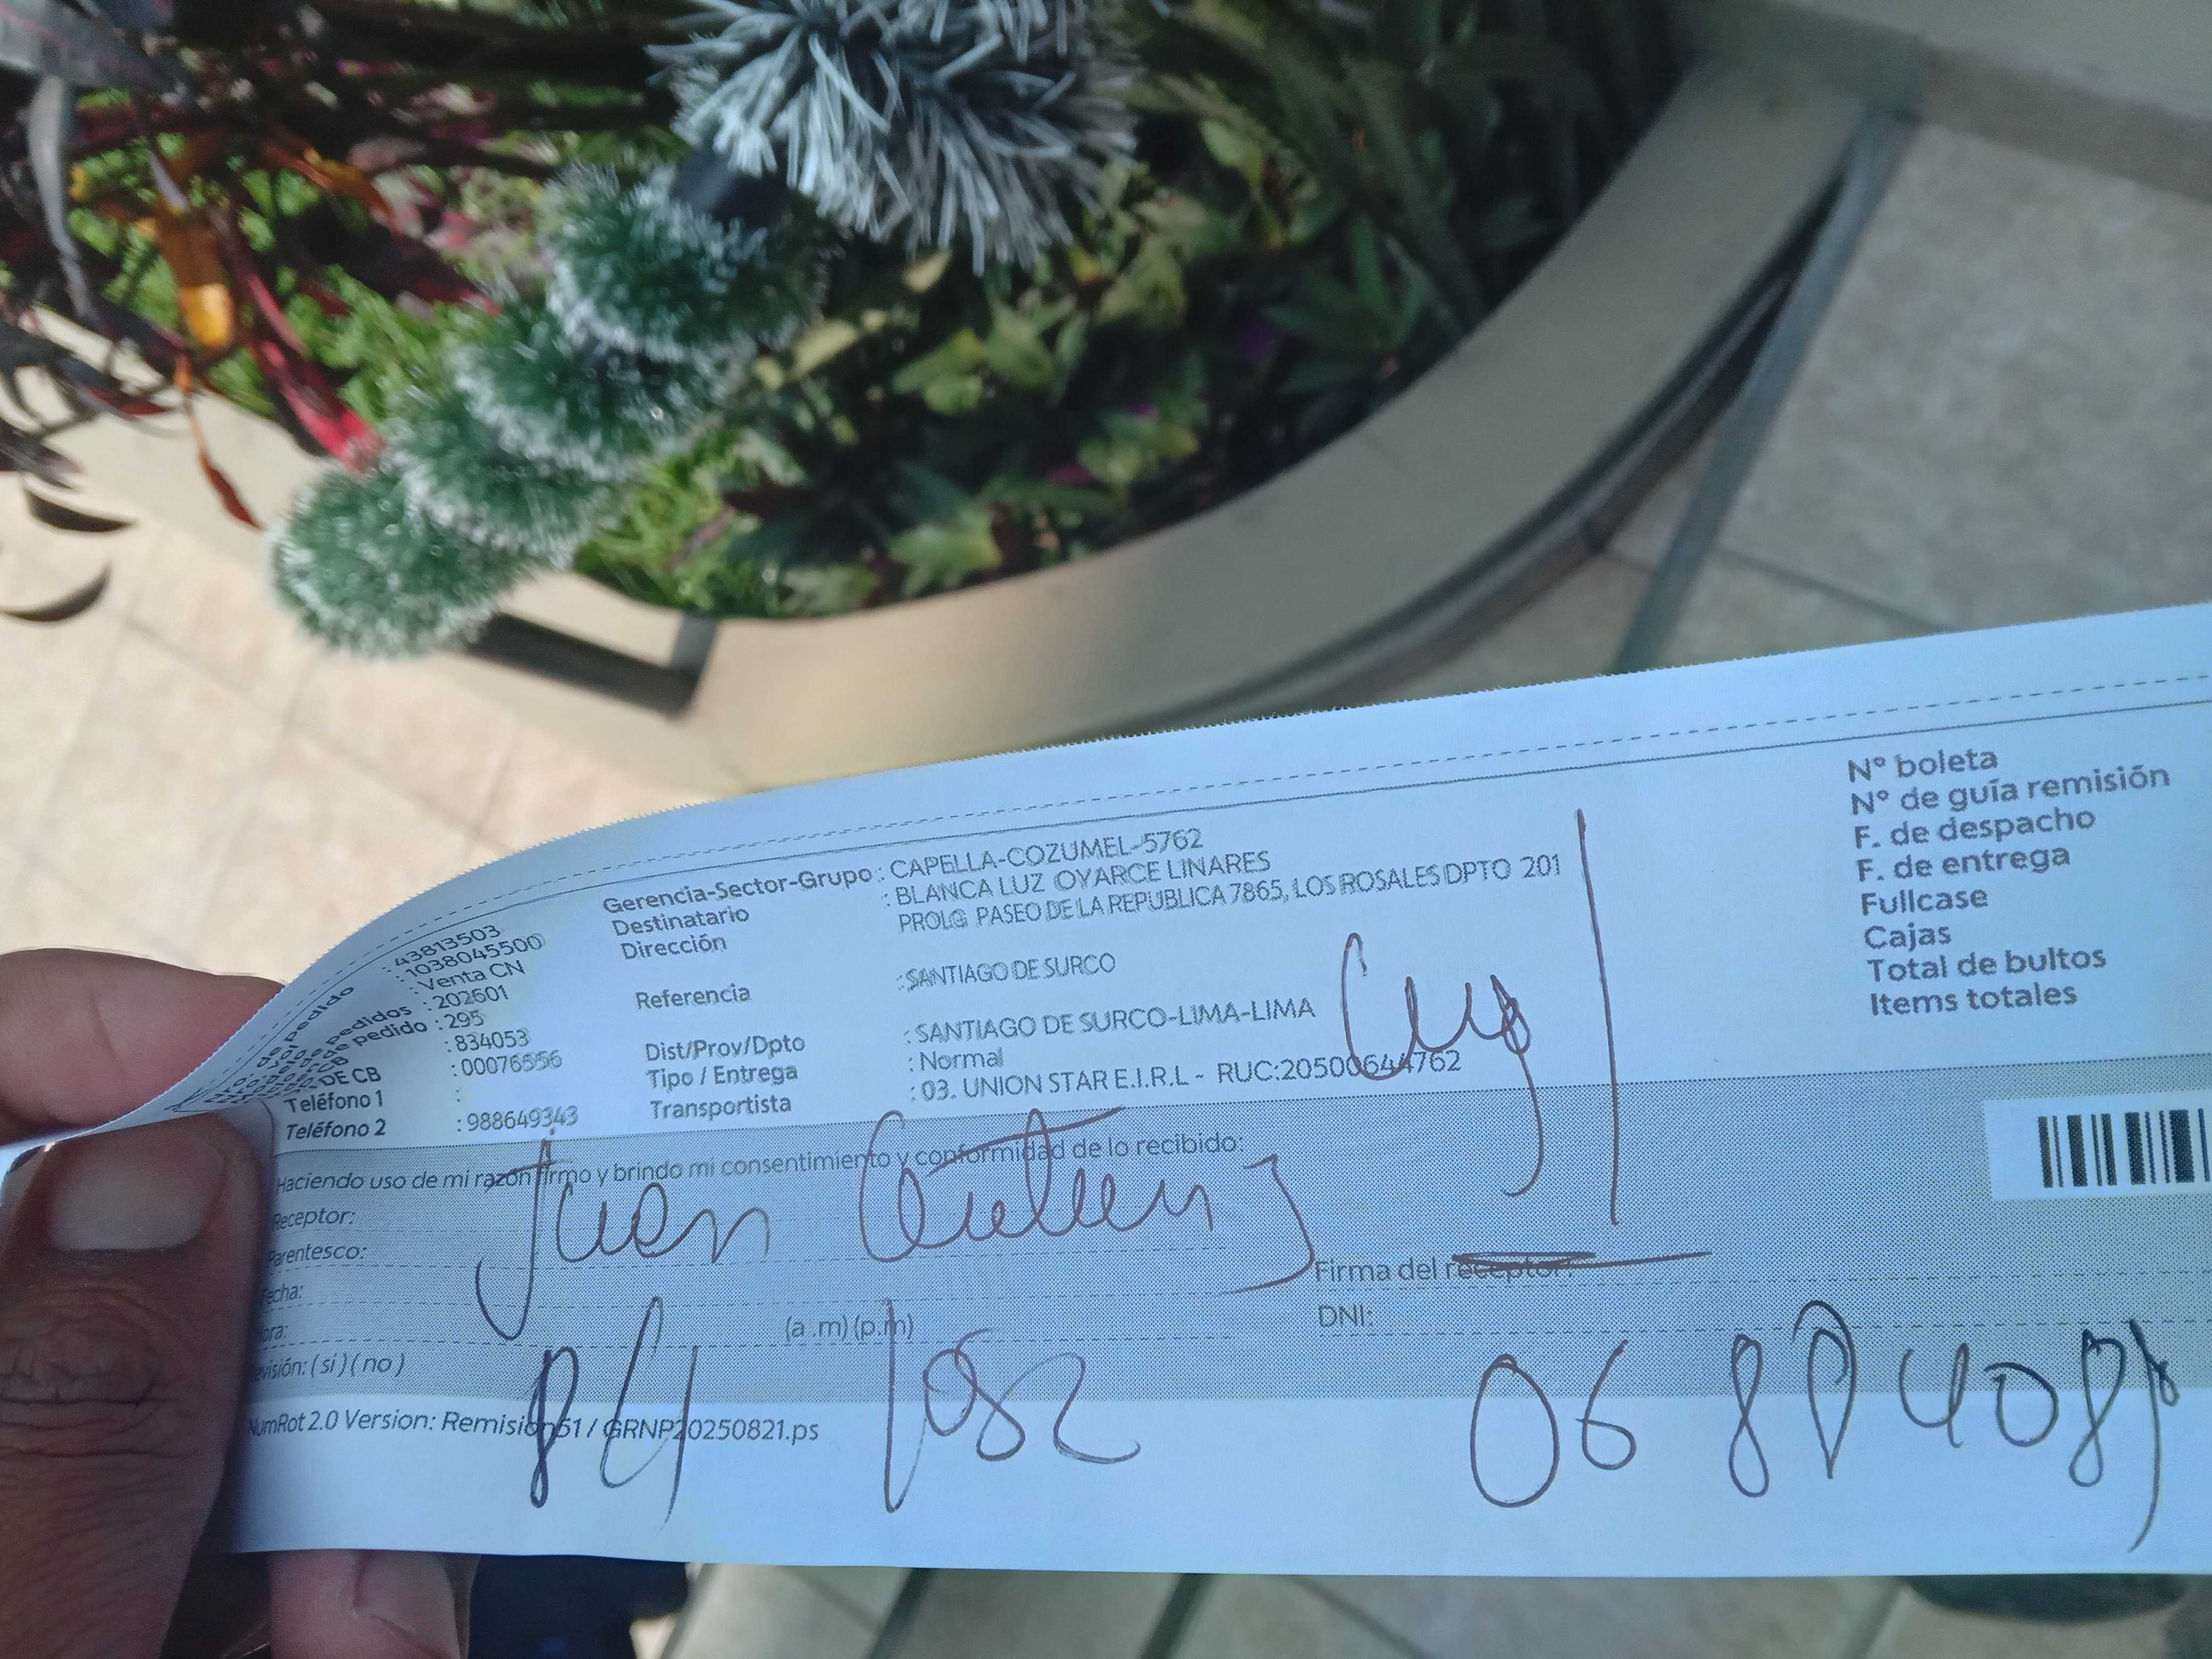 : 43813503
: 1038045500
: Venta CN
: 202601
: 295
: 834053
DE CB : 00076556
Teléfono 1 :
Teléfono 2 : 988649343
Gerencia-Sector-Grupo : CAPELLA-COZUMEL-5762
Destinatario : BLANCA LUZ OYARCE LINARES
Dirección PROLG PASEO DE LA REPUBLICA 7865, LOS ROSALES DPTO 201
Referencia : SANTIAGO DE SURCO
Dist/Prov/Dpto : SANTIAGO DE SURCO-LIMA-LIMA
Tipo / Entrega : Normal
Transportista : 03. UNION STAR E.I.R.L - RUC:20500644762
N° boleta
N° de guía remisión
F. de despacho
F. de entrega
Fullcase
Cajas
Total de bultos
Items totales
Haciendo uso de mi razón firmo y brindo mi consentimiento y conformidad de lo recibido:
Receptor: Juan
Parentesco:
Fecha:
Hora: (a .m) (p.m)
Revisión: ( si ) ( no )
Firma del receptor:
DNI:
NumRot 2.0 Version: Remision51 / GRNP20250821.ps